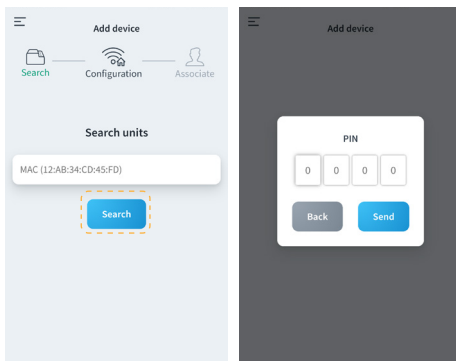 Add device
Search Configuration Associate
Search units
MAC (12:AB:34:CD:45:FD)
Search
Add device
PIN
0 0 0 0
Back Send